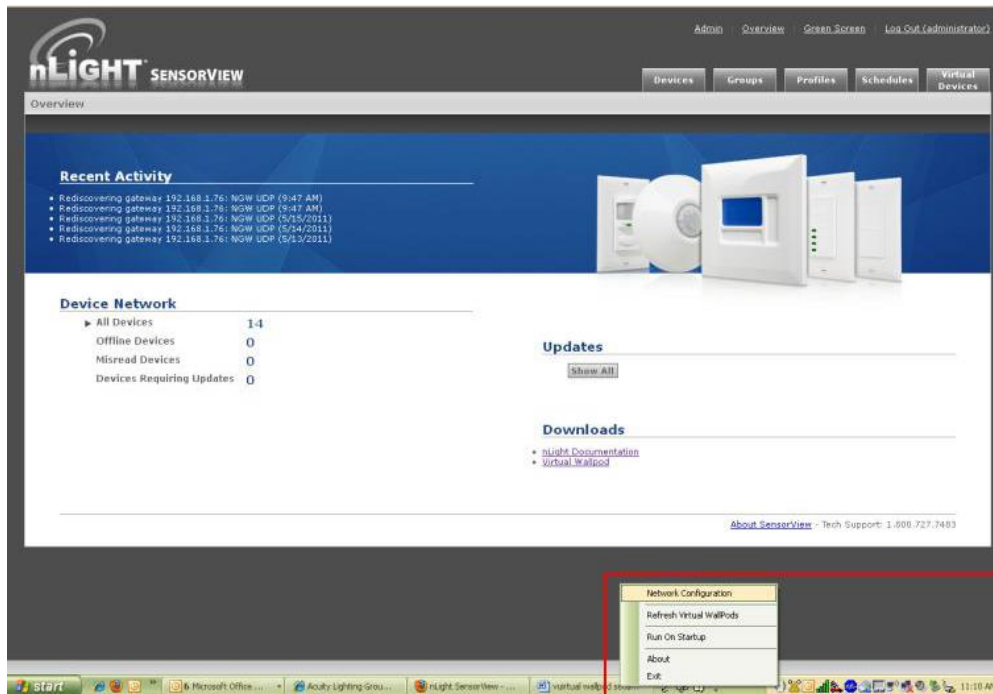 Admin Overview Green Screen Log Out (administrator)
nLIGHT SENSORVIEW
Devices Groups Profiles Schedules Virtual Devices
Overview
Recent Activity
Rediscovering gateway 192.168.1.76: NGW UDP (9:47 AM)
Rediscovering gateway 192.168.1.76: NGW UDP (9:47 AM)
Rediscovering gateway 192.168.1.76: NGW UDP (5/15/2011)
Rediscovering gateway 192.168.1.76: NGW UDP (5/14/2011)
Rediscovering gateway 192.168.1.76: NGW UDP (5/13/2011)
Device Network
All Devices 14
Offline Devices 0
Misread Devices 0
Devices Requiring Updates 0
Updates
Show All
Downloads
nLight Documentation
Virtual Wallpod
About SensorView - Tech Support: 1.800.727.7483
Network Configuration
Refresh Virtual WallPods
Run On Startup
About
Exit
start 6 Microsoft Office ... Acuity Lighting Grou... nLight SensorView - ... 11:10 AM